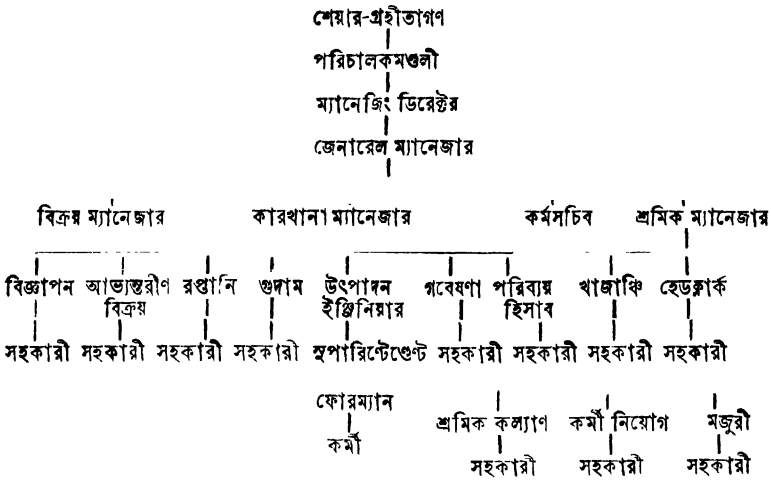 শেয়ার-গ্রহীতাগণ
পরিচালকমণ্ডলী
ম্যানেজিং ডিরেক্টর
জেনারেল ম্যানেজার
বিক্রয় ম্যানেজার কারখানা ম্যানেজার কর্মসচিব শ্রমিক ম্যানেজার
বিজ্ঞাপন আভ্যন্তরীণ রপ্তানি গুদাম উৎপাদন গবেষণা পরিব্যয় খাজাঞ্চি হেডক্লার্ক
বিক্রয় ইঞ্জিনিয়ার হিসাব
সহকারী সহকারী সহকারী সহকারী সুপারিন্টেণ্ডেণ্ট সহকারী সহকারী সহকারী সহকারী
ফোরম্যান
শ্রমিক কল্যাণ কর্মী নিয়োগ মজুরী
কর্মী
সহকারী সহকারী সহকারী